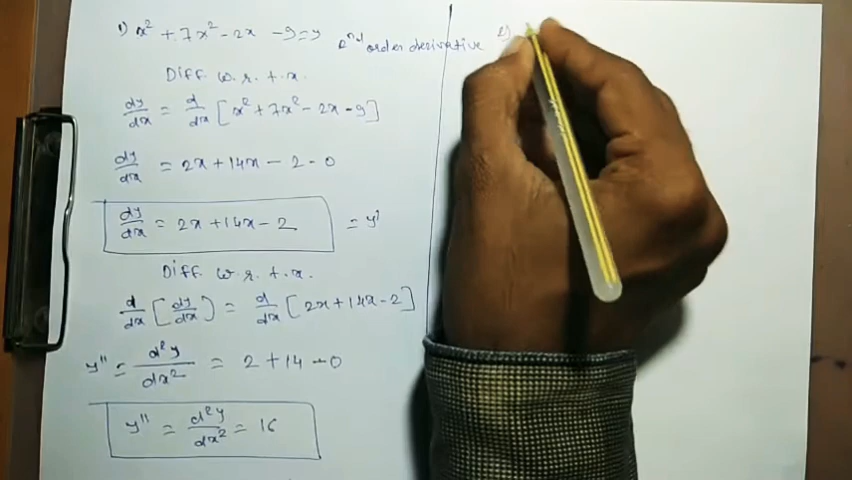 1) x² + 7x² - 2x - 9 = y
2nd order derivative
Diff. w.r.t.x.
dy/dx = d/dx [x² + 7x² - 2x - 9]
dy/dx = 2x + 14x - 2 - 0
dy/dx = 2x + 14x - 2 = y'
Diff w.r.t.x.
d/dx [dy/dx] = d/dx [2x + 14x - 2]
y'' = d²y/dx² = 2 + 14 - 0
y'' = d²y/dx² = 16
2)